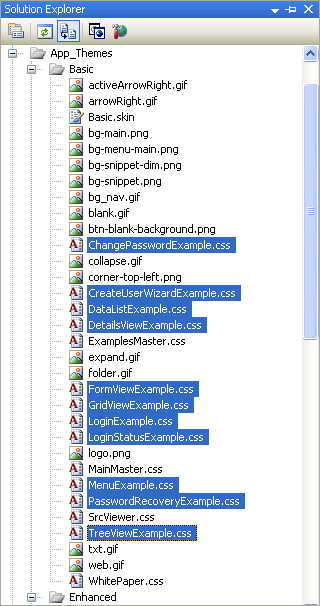 Solution Explorer
App_Themes
Basic
activeArrowRight.gif
arrowRight.gif
Basic.skin
bg-main.png
bg-menu-main.png
bg-snippet-dim.png
bg-snippet.png
bg_nav.gif
blank.gif
btn-blank-background.png
ChangePasswordExample.css
collapse.gif
corner-top-left.png
CreateUserWizardExample.css
DataListExample.css
DetailsViewExample.css
ExamplesMaster.css
expand.gif
folder.gif
FormViewExample.css
GridViewExample.css
LoginExample.css
LoginStatusExample.css
logo.png
MainMaster.css
MenuExample.css
PasswordRecoveryExample.css
SrcViewer.css
TreeViewExample.css
txt.gif
web.gif
WhitePaper.css
Enhanced